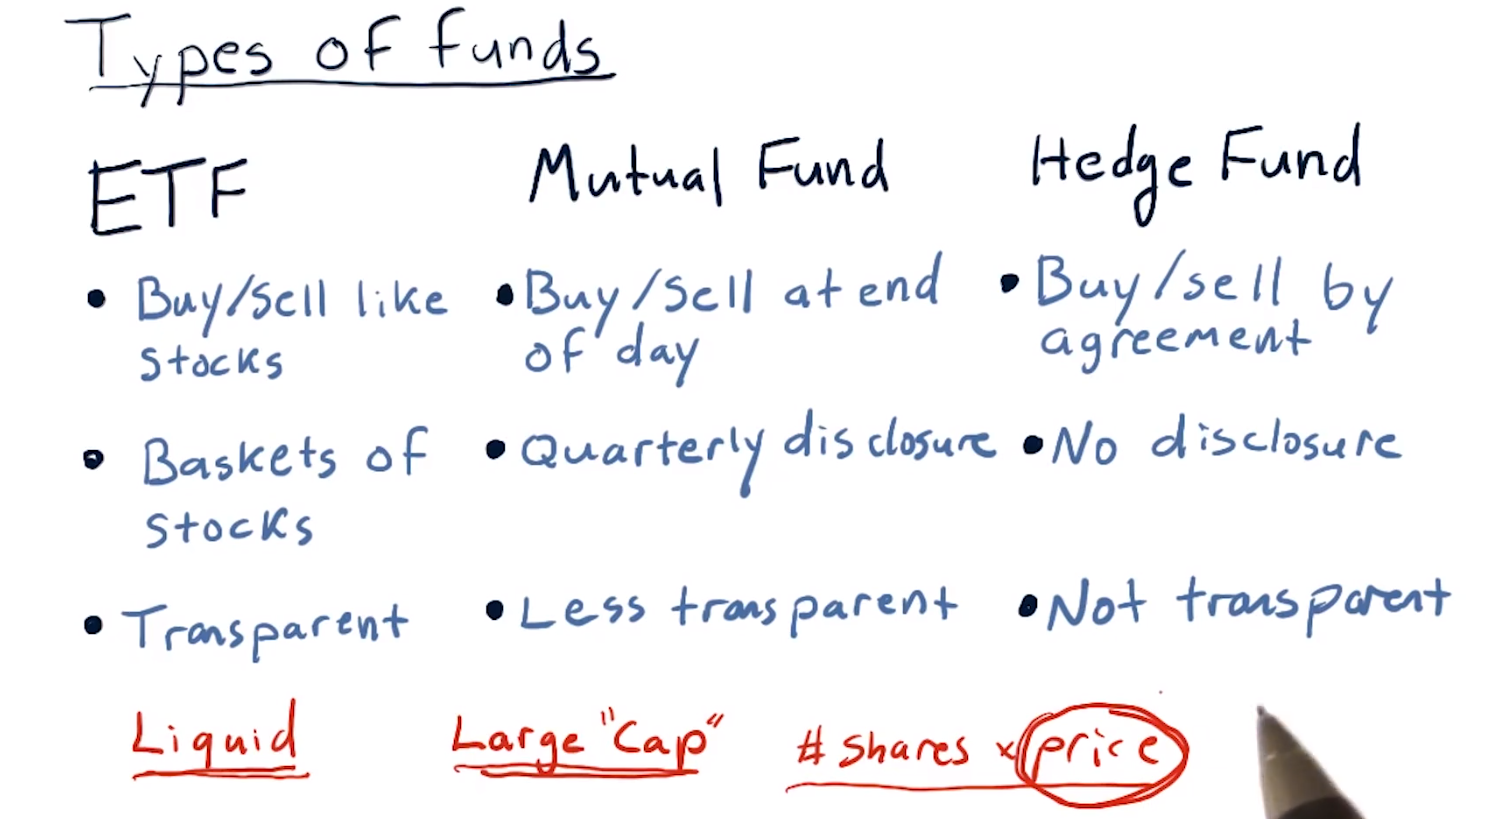 Types of funds
ETF
Mutual Fund
Hedge Fund
• Buy/sell like
stocks
• Buy/sell at end
of day
• Buy/sell by
agreement
• Baskets of
stocks
• Quarterly disclosure
• No disclosure
• Transparent
• Less transparent
• Not transparent
Liquid
Large "Cap"
# shares × price